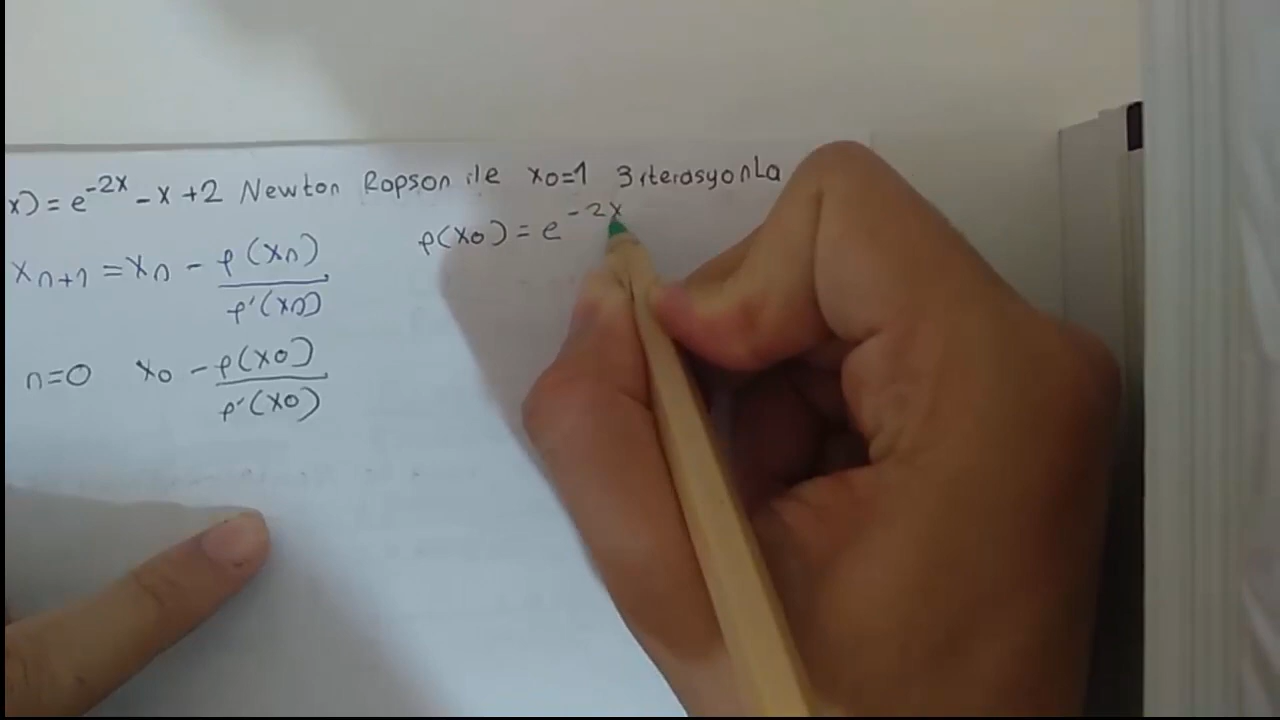 x) = e^-2x - x + 2 Newton Ropson ile x0=1 3 iterasyonla
xn+1 = xn - f(xn)
f'(xn)
f(x0) = e^-2x
n=0 x0 - f(x0)
f'(x0)